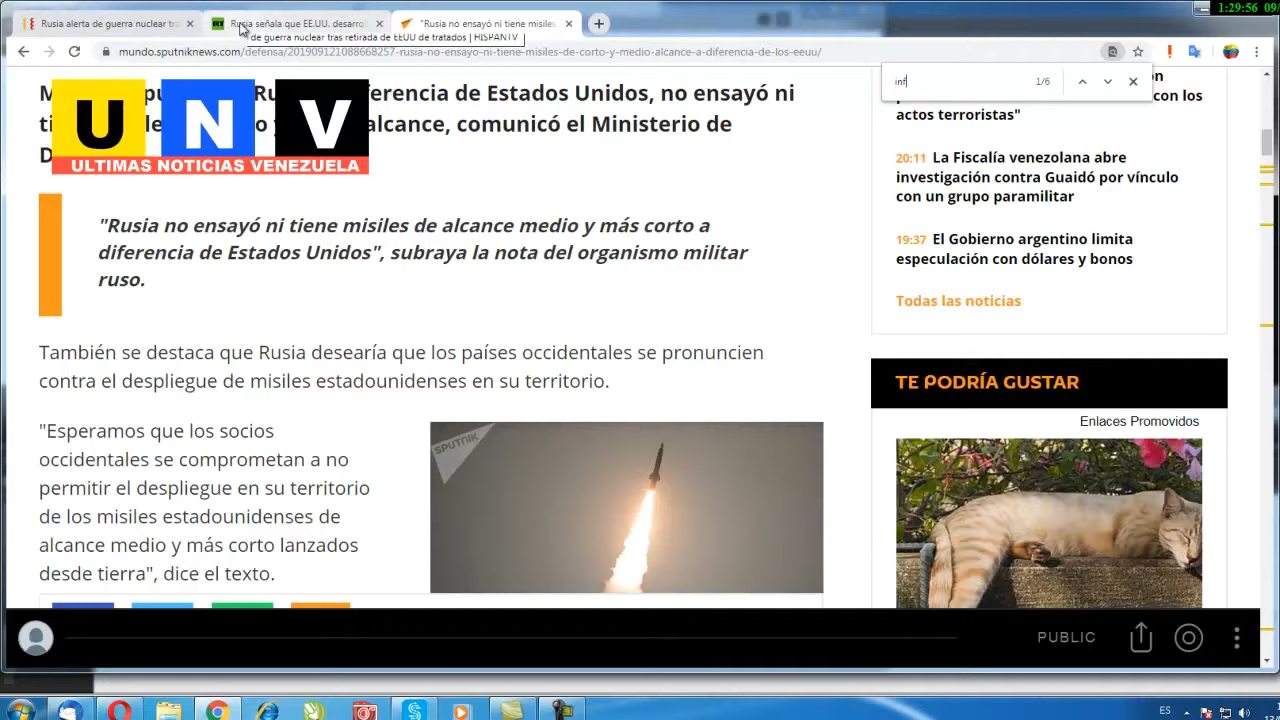 1:29:56 09/
Rusia alerta de guerra nuclear tra
Rusia señala que EE.UU. desarrol
"Rusia no ensayó ni tiene misiles
de guerra nuclear tras retirada de EEUU de tratados | HISPANTV
mundo.sputniknews.com/defensa/201909121088668257-rusia-no-ensayo-ni-tiene-misiles-de-corto-y-medio-alcance-a-diferencia-de-los-eeuu/
inf
1/6
ferencia de Estados Unidos, no ensayó ni
alcance, comunicó el Ministerio de
U N V
ULTIMAS NOTICIAS VENEZUELA
"Rusia no ensayó ni tiene misiles de alcance medio y más corto a
diferencia de Estados Unidos", subraya la nota del organismo militar
ruso.
También se destaca que Rusia desearía que los países occidentales se pronuncien
contra el despliegue de misiles estadounidenses en su territorio.
"Esperamos que los socios
occidentales se comprometan a no
permitir el despliegue en su territorio
de los misiles estadounidenses de
alcance medio y más corto lanzados
desde tierra", dice el texto.
SPUTNIK
con los
actos terroristas"
20:11 La Fiscalía venezolana abre
investigación contra Guaidó por vínculo
con un grupo paramilitar
19:37 El Gobierno argentino limita
especulación con dólares y bonos
Todas las noticias
TE PODRÍA GUSTAR
Enlaces Promovidos
PUBLIC
ES